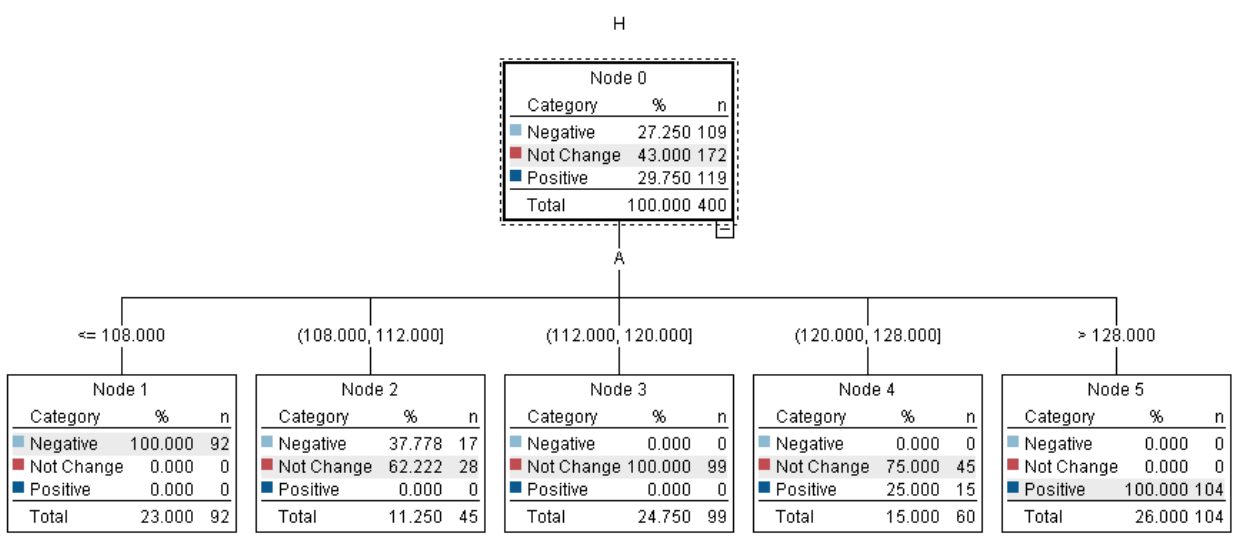 H
Node 0
Category % n
Negative 27.250 109
Not Change 43.000 172
Positive 29.750 119
Total 100.000 400
A
<= 108.000
(108.000, 112.000]
(112.000, 120.000]
(120.000, 128.000]
> 128.000
Node 1
Category % n
Negative 100.000 92
Not Change 0.000 0
Positive 0.000 0
Total 23.000 92
Node 2
Category % n
Negative 37.778 17
Not Change 62.222 28
Positive 0.000 0
Total 11.250 45
Node 3
Category % n
Negative 0.000 0
Not Change 100.000 99
Positive 0.000 0
Total 24.750 99
Node 4
Category % n
Negative 0.000 0
Not Change 75.000 45
Positive 25.000 15
Total 15.000 60
Node 5
Category % n
Negative 0.000 0
Not Change 0.000 0
Positive 100.000 104
Total 26.000 104